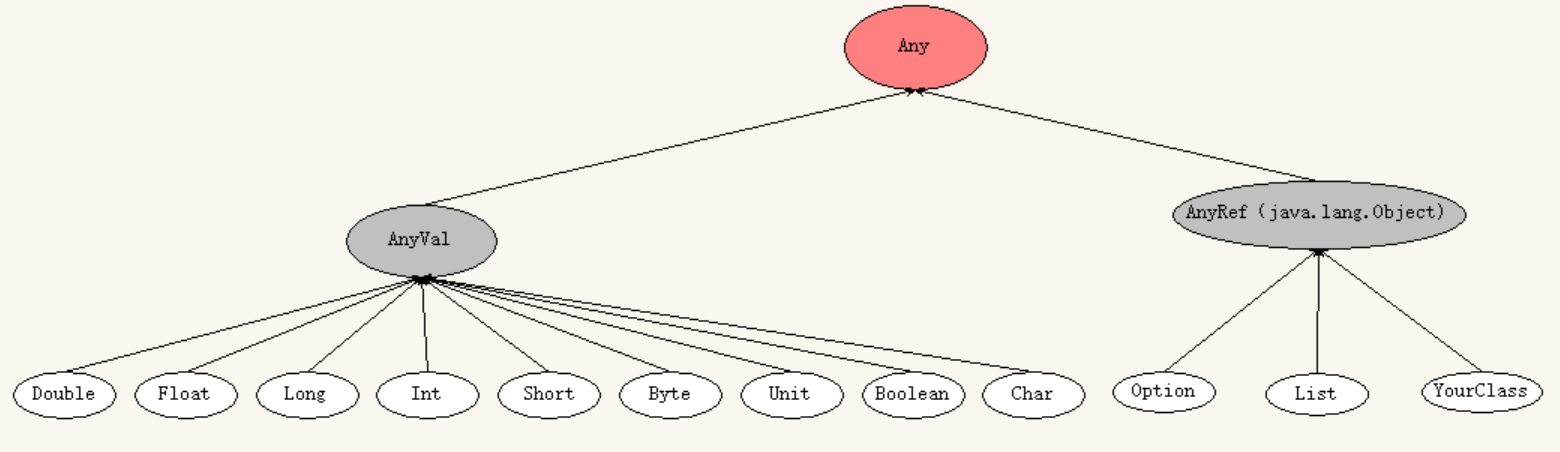 Any
AnyVal
AnyRef (java.lang.Object)
Double
Float
Long
Int
Short
Byte
Unit
Boolean
Char
Option
List
YourClass